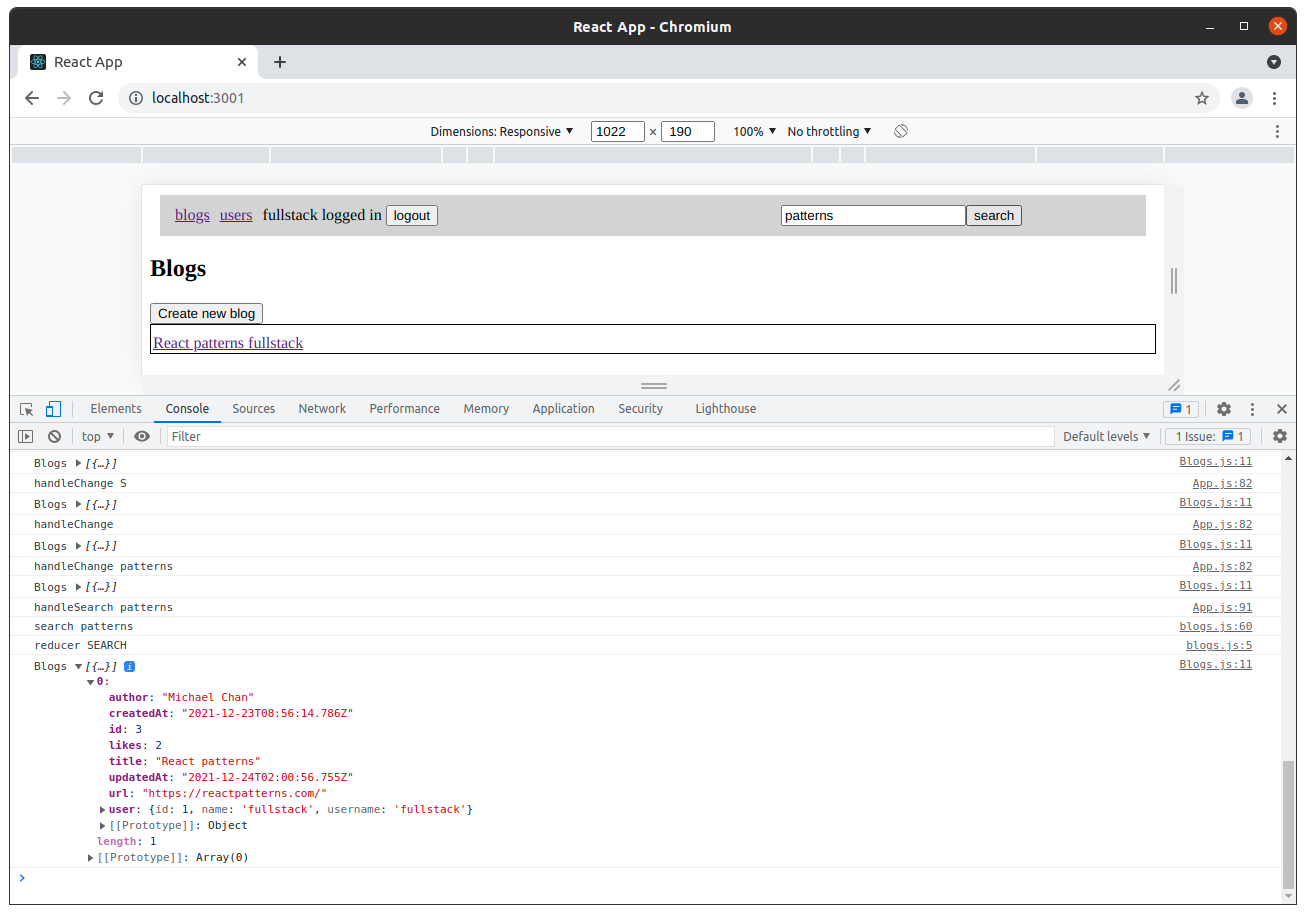 React App - Chromium
React App
localhost:3001
Dimensions: Responsive 1022 × 190 100% No throttling
blogs users fullstack logged in logout patterns search
Blogs
Create new blog
React patterns fullstack
Elements Console Sources Network Performance Memory Application Security Lighthouse 1
top Filter Default levels 1 Issue: 1
Blogs [{…}] Blogs.js:11
handleChange S App.js:82
Blogs [{…}] Blogs.js:11
handleChange App.js:82
Blogs [{…}] Blogs.js:11
handleChange patterns App.js:82
Blogs [{…}] Blogs.js:11
handleSearch patterns App.js:91
search patterns blogs.js:60
reducer SEARCH blogs.js:5
Blogs [{…}] i Blogs.js:11
0:
author: "Michael Chan"
createdAt: "2021-12-23T08:56:14.786Z"
id: 3
likes: 2
title: "React patterns"
updatedAt: "2021-12-24T02:00:56.755Z"
url: "https://reactpatterns.com/"
user: {id: 1, name: 'fullstack', username: 'fullstack'}
[[Prototype]]: Object
length: 1
[[Prototype]]: Array(0)